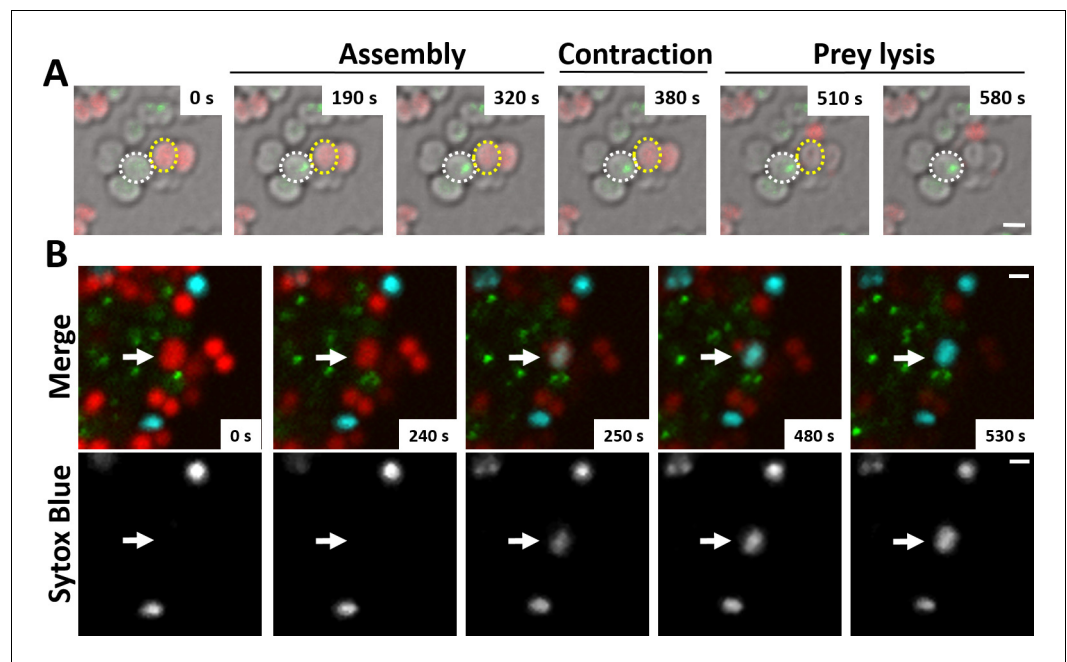 A
Assembly Contraction Prey lysis
0 s 190 s 320 s 380 s 510 s 580 s
B
Merge
0 s 240 s 250 s 480 s 530 s
Sytox Blue